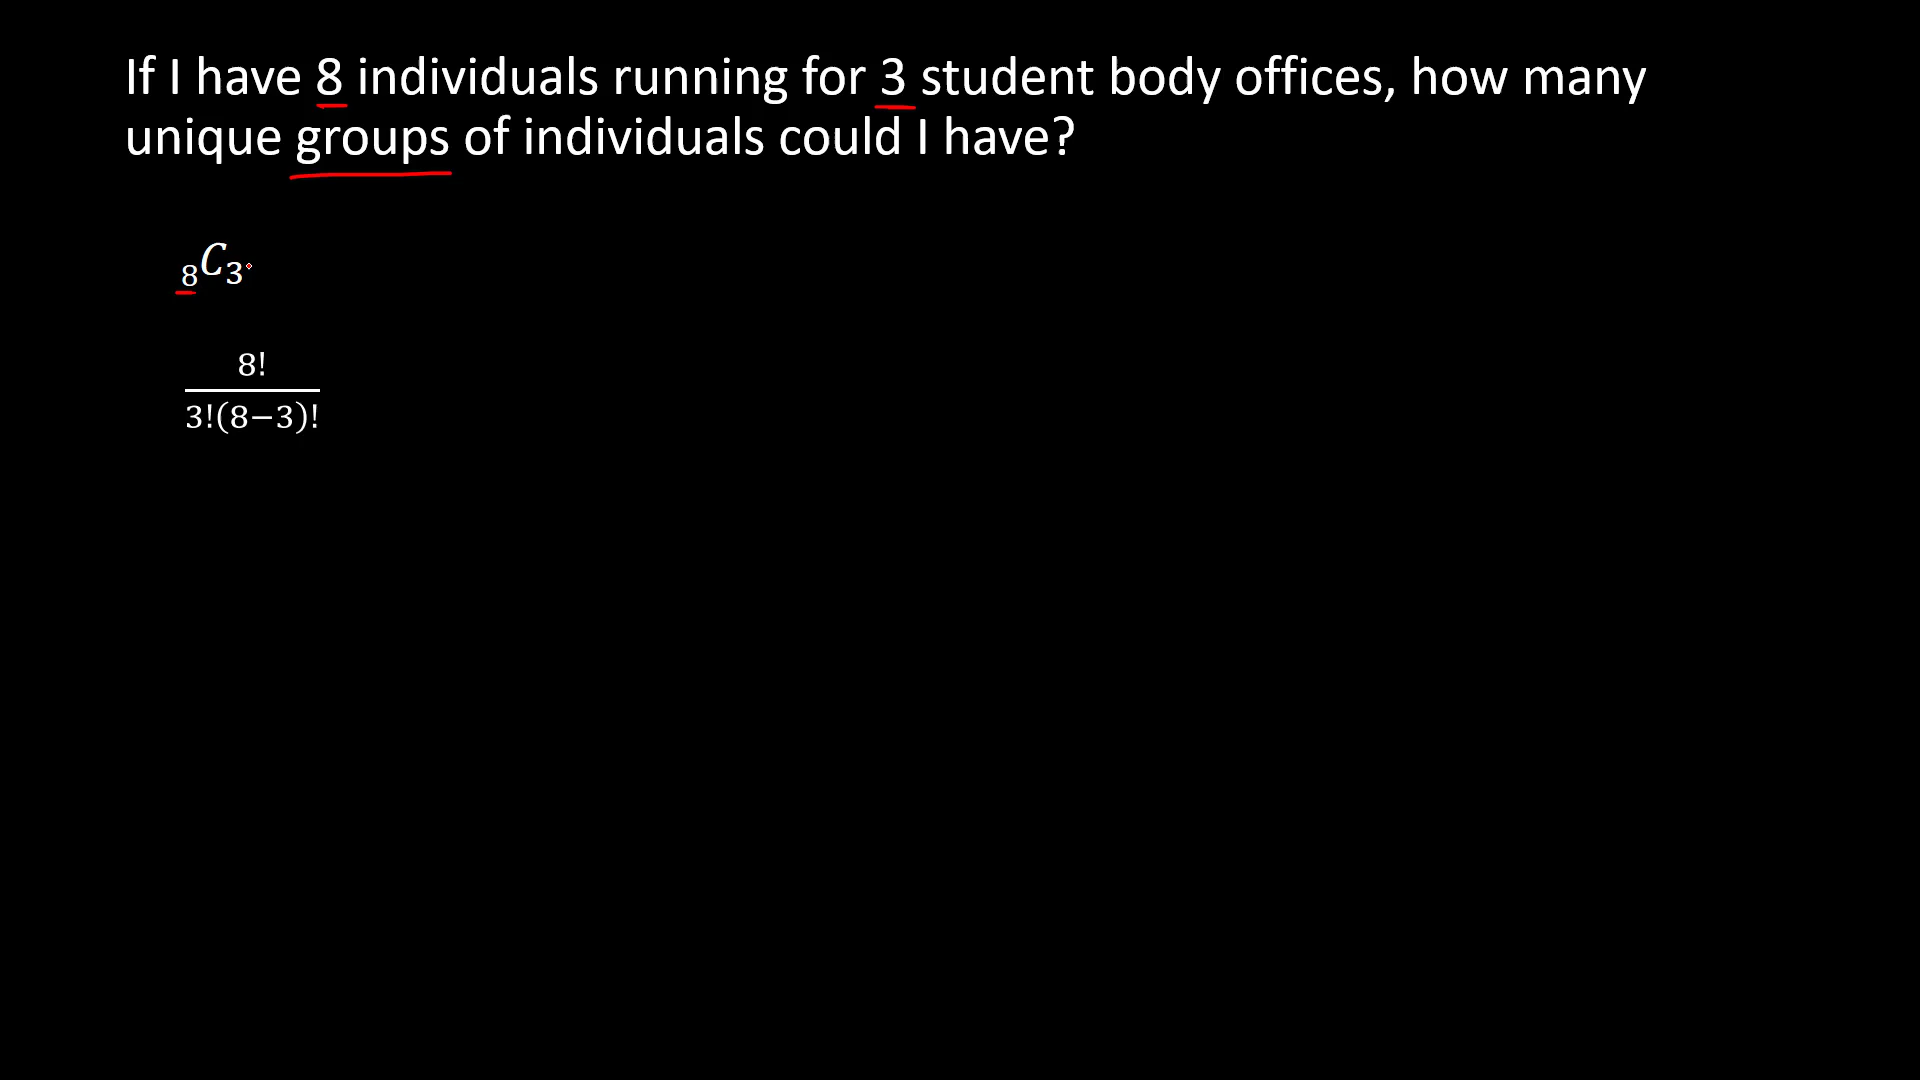 If I have 8 individuals running for 3 student body offices, how many
unique groups of individuals could I have?
₈C₃
8!
3!(8−3)!